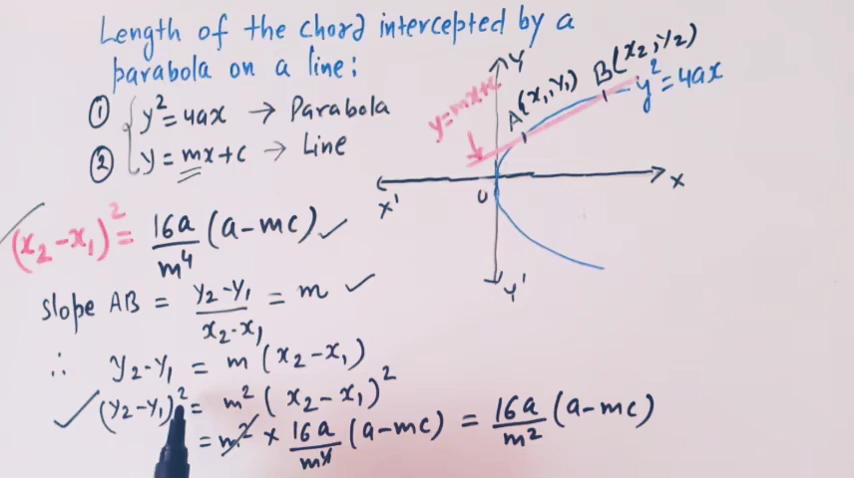 Length of the chord intercepted by a
parabola on a line:
① y² = 4ax → Parabola
② y = mx + c → Line
(x₂ - x₁)² = 16a/m⁴ (a - mc) ✓
slope AB = y₂ - y₁/x₂ - x₁ = m ✓
∴ y₂ - y₁ = m (x₂ - x₁)
✓ (y₂ - y₁)² = m² (x₂ - x₁)²
= m² × 16a/m⁴ (a - mc) = 16a/m² (a - mc)
Y
B(x₂, y₂)
A(x₁, y₁)
y² = 4ax
y = mx + c
X'
O
X
Y'